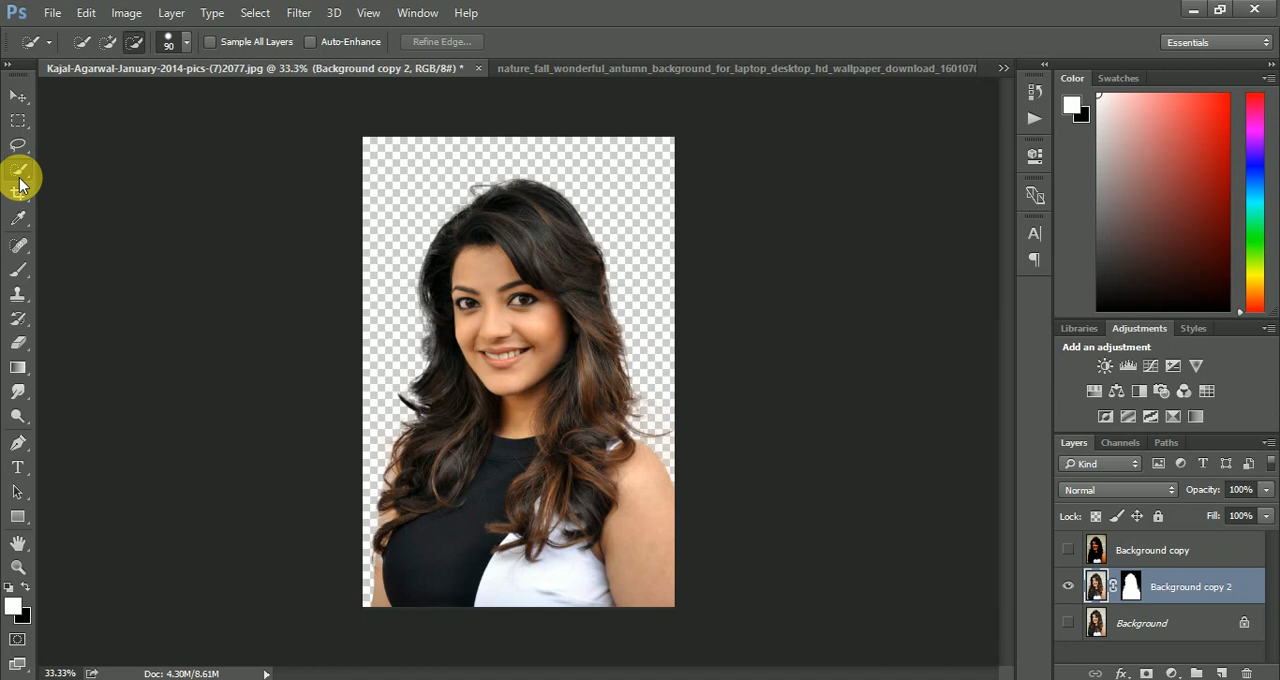 Ps File Edit Image Layer Type Select Filter 3D View Window Help
90 Sample All Layers Auto-Enhance Refine Edge... Essentials
Kajal-Agarwal-January-2014-pics-(7)2077.jpg @ 33.3% (Background copy 2, RGB/8#) * × nature_fall_wonderful_antumn_background_for_laptop_desktop_hd_wallpaper_download_1601070
Color Swatches
Libraries Adjustments Styles
Add an adjustment
Layers Channels Paths
Kind
Normal Opacity: 100%
Lock: Fill: 100%
Background copy
Background copy 2
Background
33.33% Doc: 4.30M/8.61M